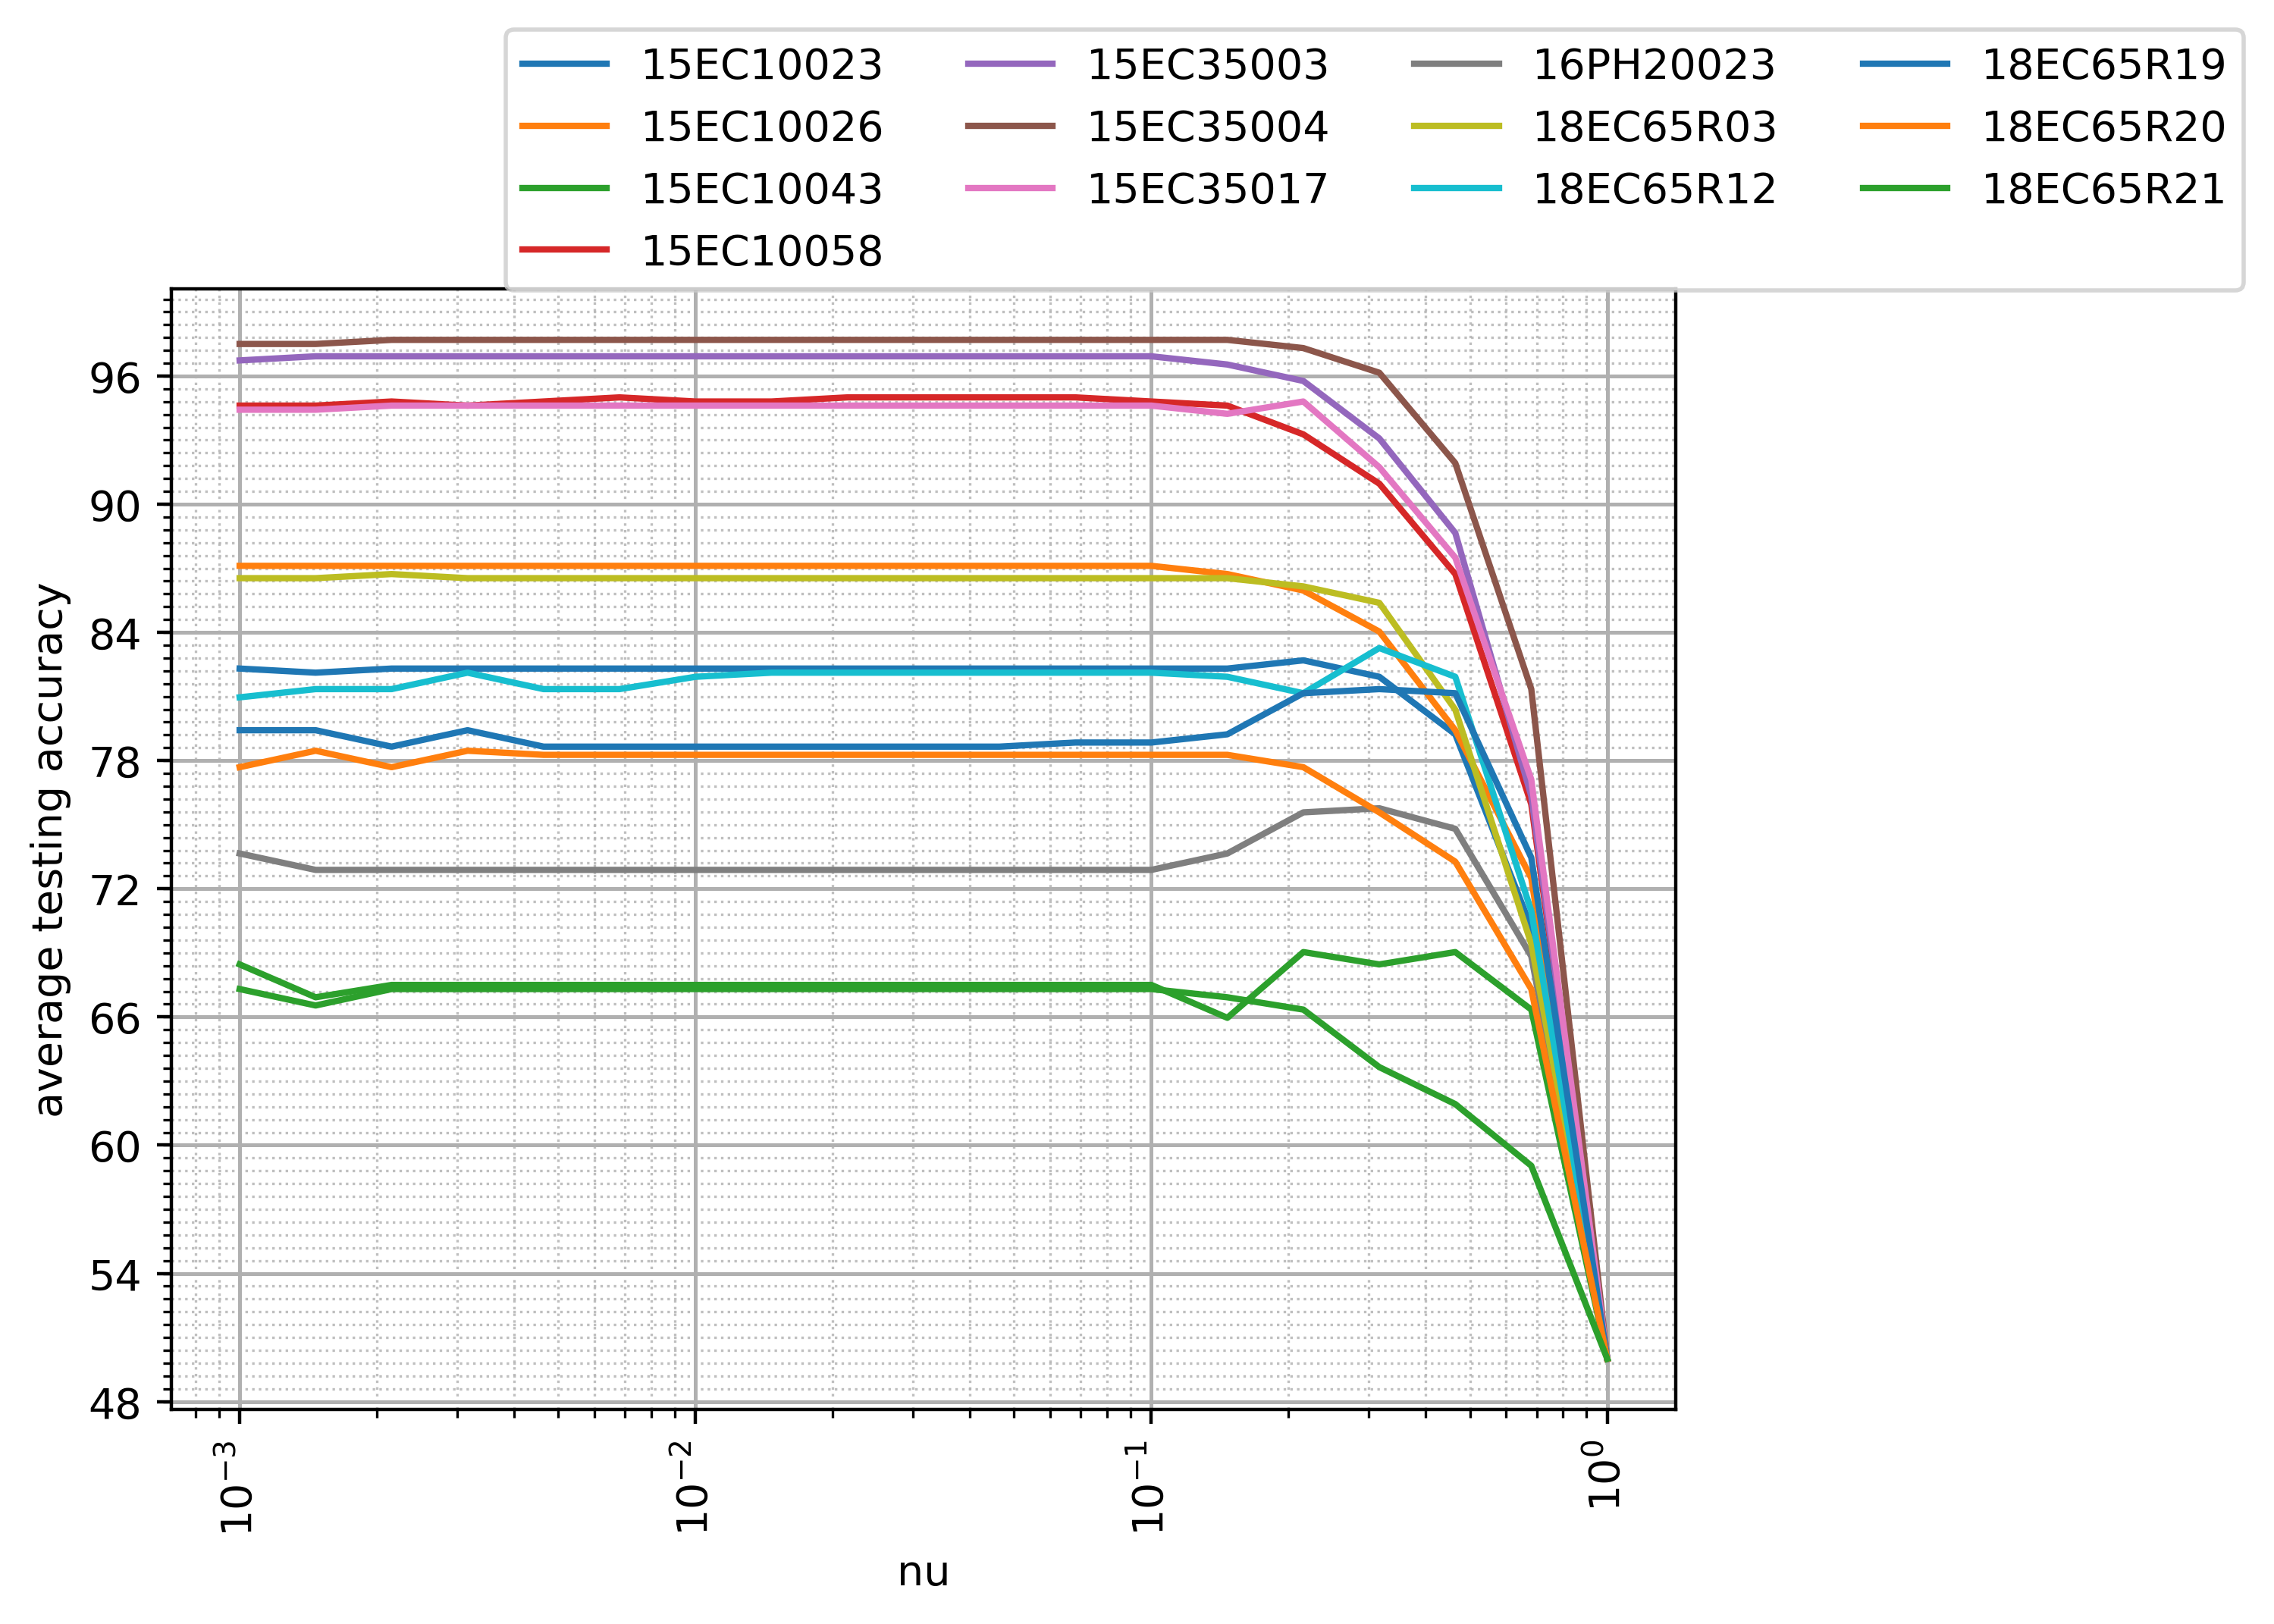 15EC10023 15EC35003 16PH20023 18EC65R19
15EC10026 15EC35004 18EC65R03 18EC65R20
15EC10043 15EC35017 18EC65R12 18EC65R21
15EC10058
96
90
84
78
72
66
60
54
48
average testing accuracy
10⁻³ 10⁻² 10⁻¹ 10⁰
nu